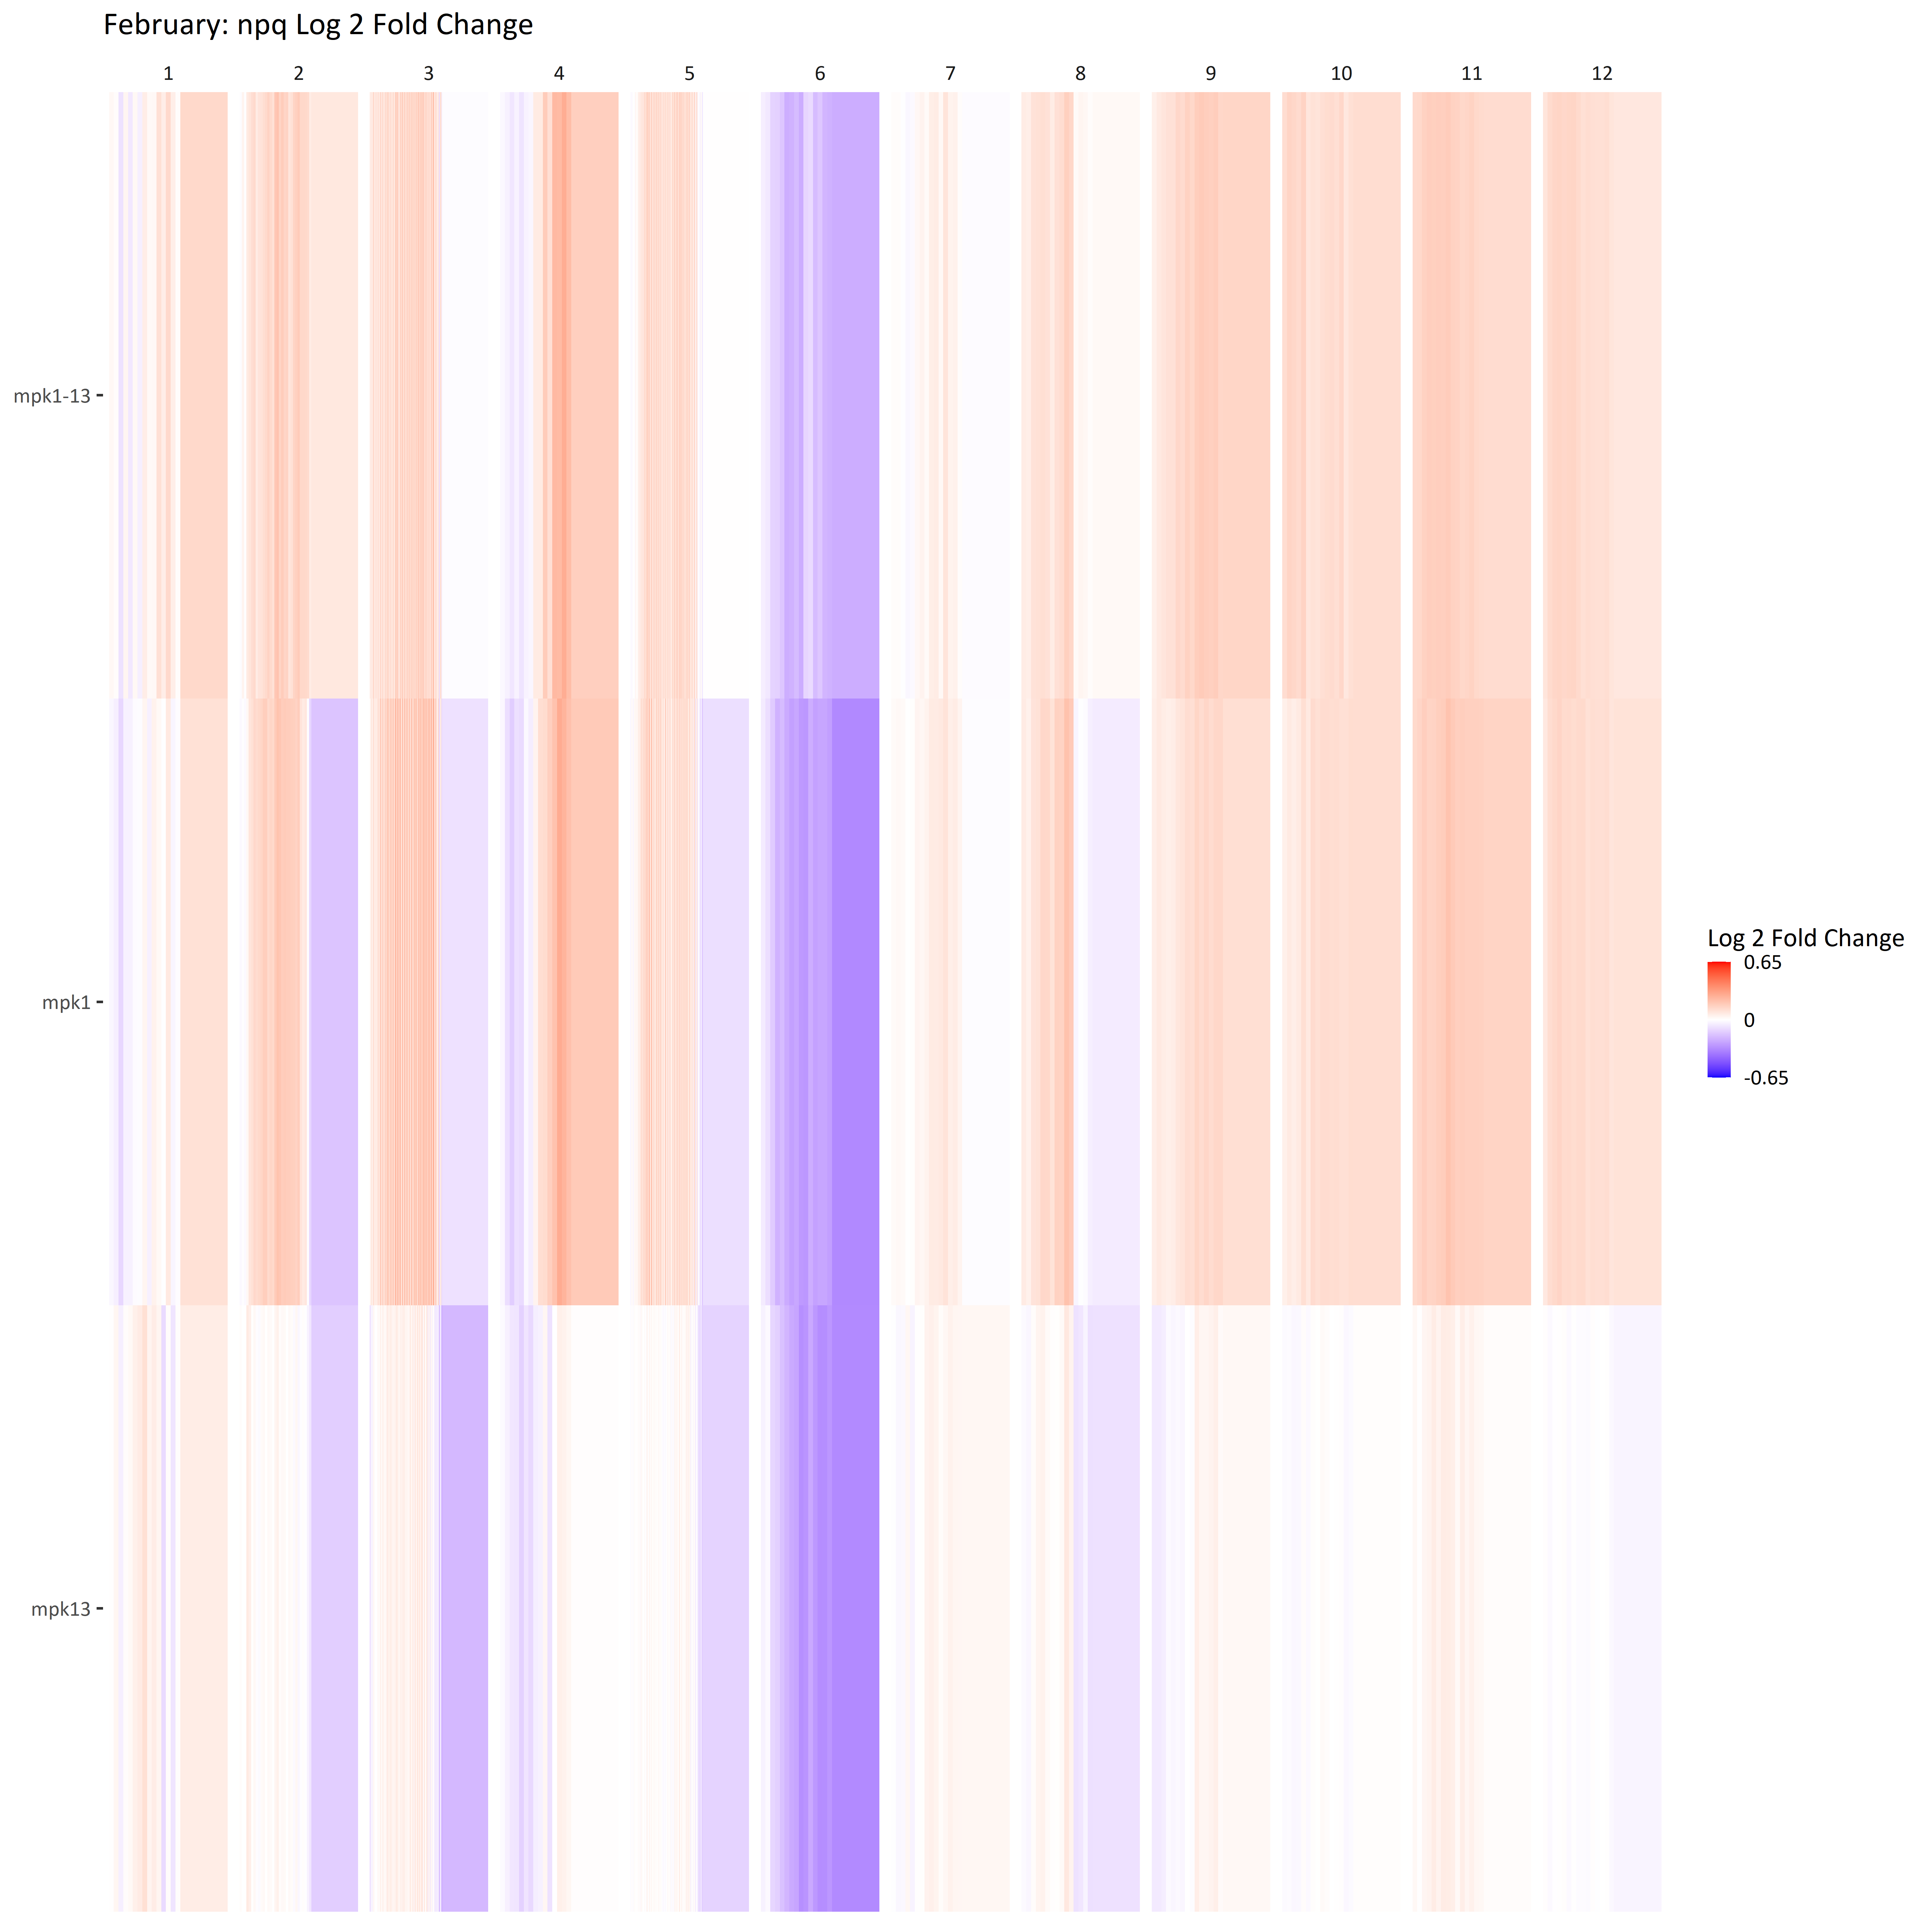 February: npq Log 2 Fold Change
1 2 3 4 5 6 7 8 9 10 11 12
mpk1-13
mpk1
mpk13
Log 2 Fold Change
0.65
0
-0.65